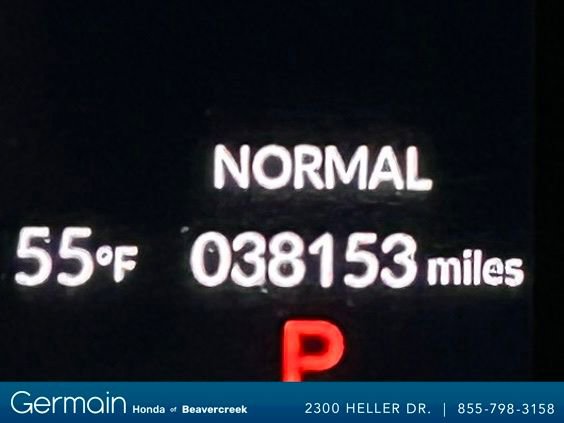 NORMAL
55°F 038153 miles
P
Germain Honda of Beavercreek 2300 HELLER DR. | 855-798-3158